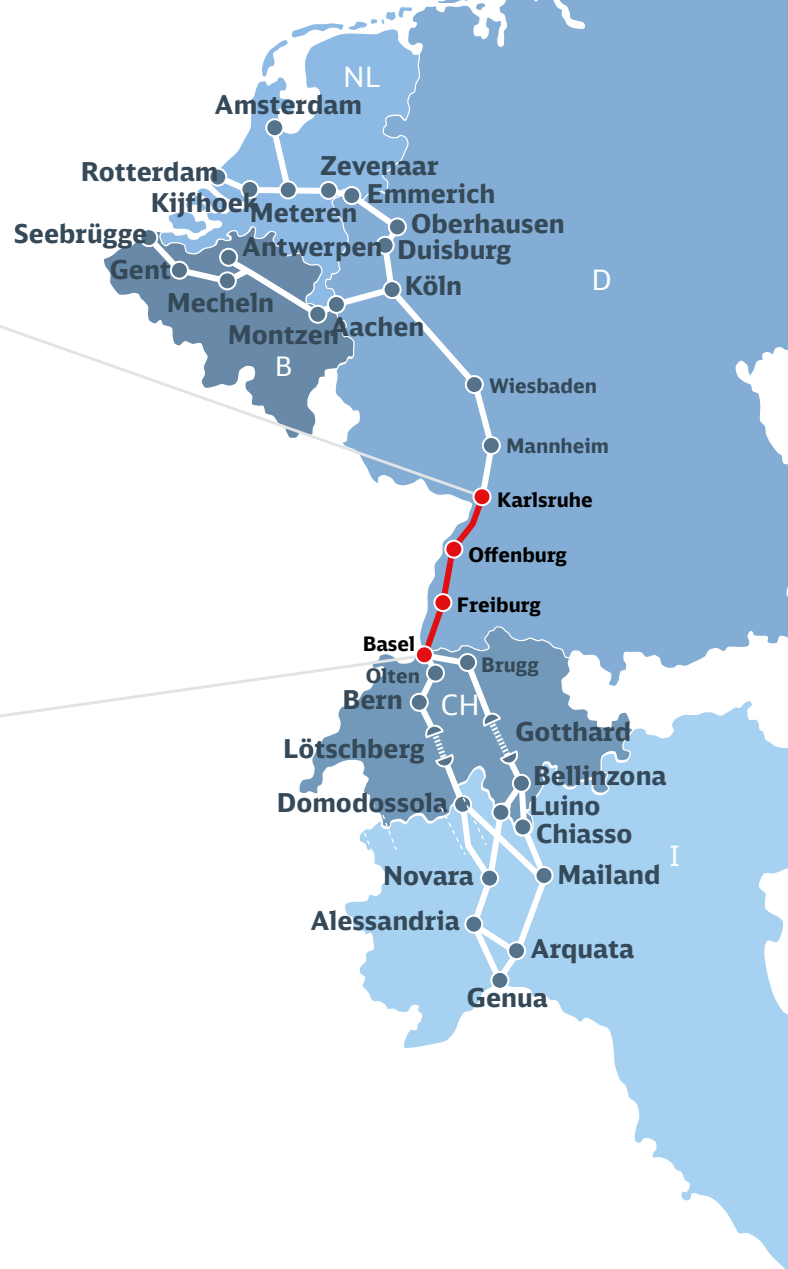 NL
Amsterdam
Zevenaar
Rotterdam
Emmerich
Kijfhoek
Meteren
Oberhausen
Seebrügge
Antwerpen
Duisburg
Gent
D
Köln
Mecheln
Aachen
Montzen
B
Wiesbaden
Mannheim
Karlsruhe
Offenburg
Freiburg
Basel
Brugg
Olten
Bern
CH
Gotthard
Lötschberg
Bellinzona
Domodossola
Luino
Chiasso
I
Novara
Mailand
Alessandria
Arquata
Genua